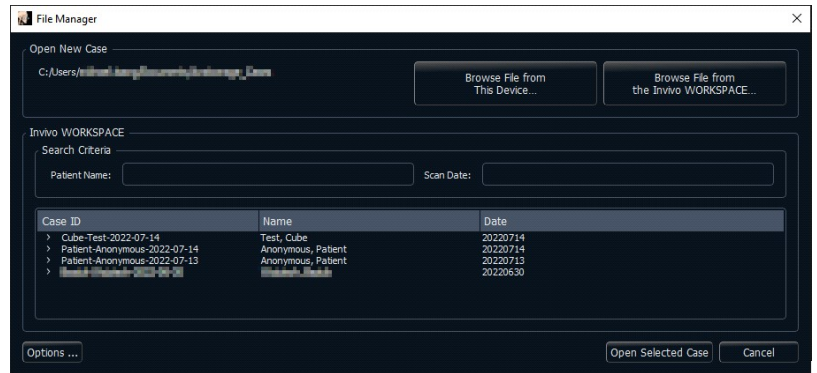 File Manager
Open New Case
C:/Users/
Browse File from
This Device...
Browse File from
the Invivo WORKSPACE...
Invivo WORKSPACE
Search Criteria
Patient Name:
Scan Date:
Case ID Name Date
> Cube-Test-2022-07-14 Test, Cube 20220714
> Patient-Anonymous-2022-07-14 Anonymous, Patient 20220714
> Patient-Anonymous-2022-07-13 Anonymous, Patient 20220713
> 20220630
Options ...
Open Selected Case
Cancel